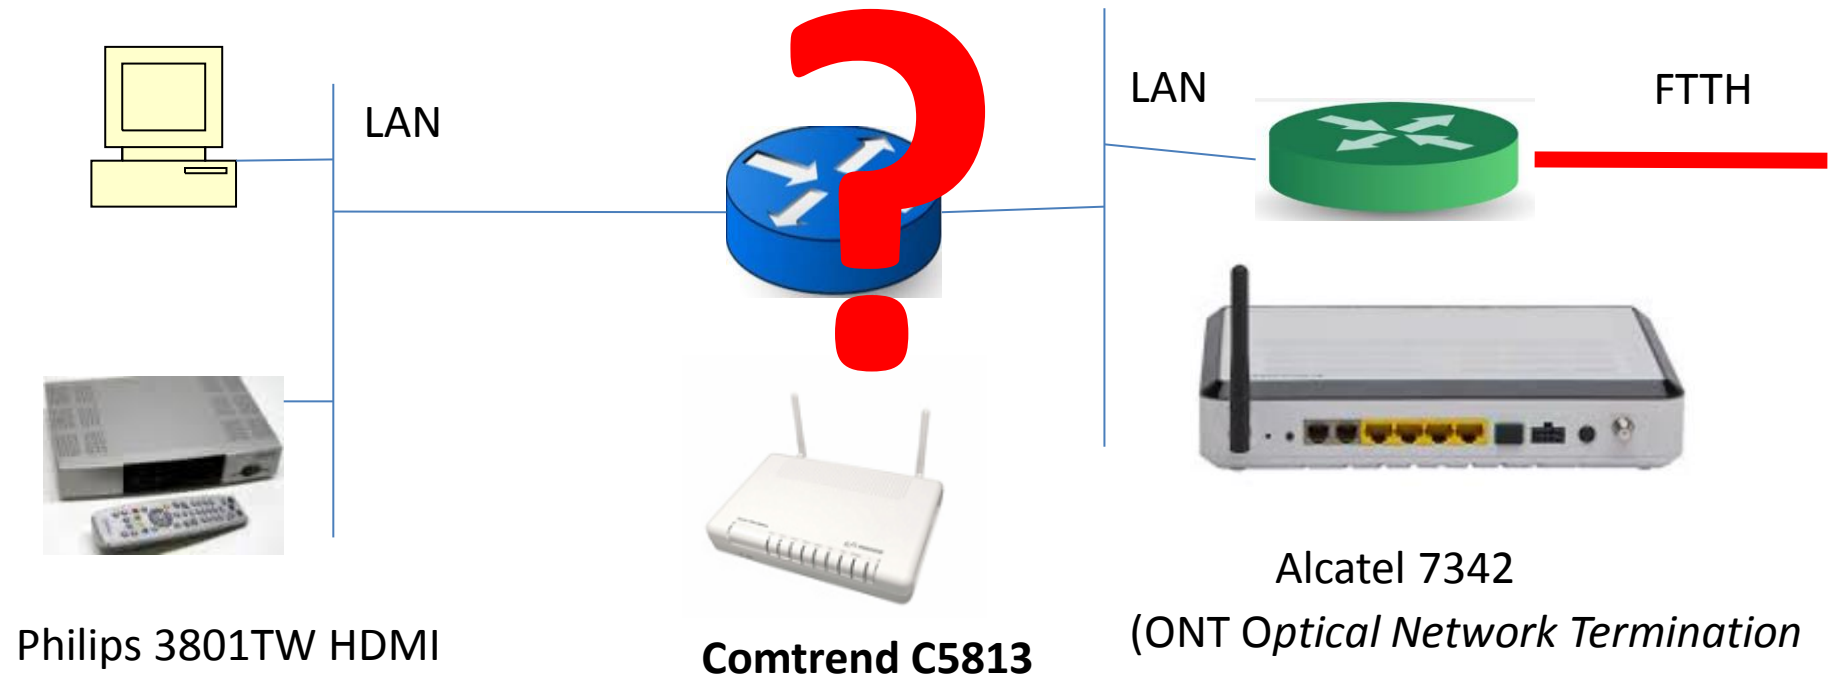 LAN
?
LAN
FTTH
Philips 3801TW HDMI
Comtrend C5813
Alcatel 7342
(ONT Optical Network Termination